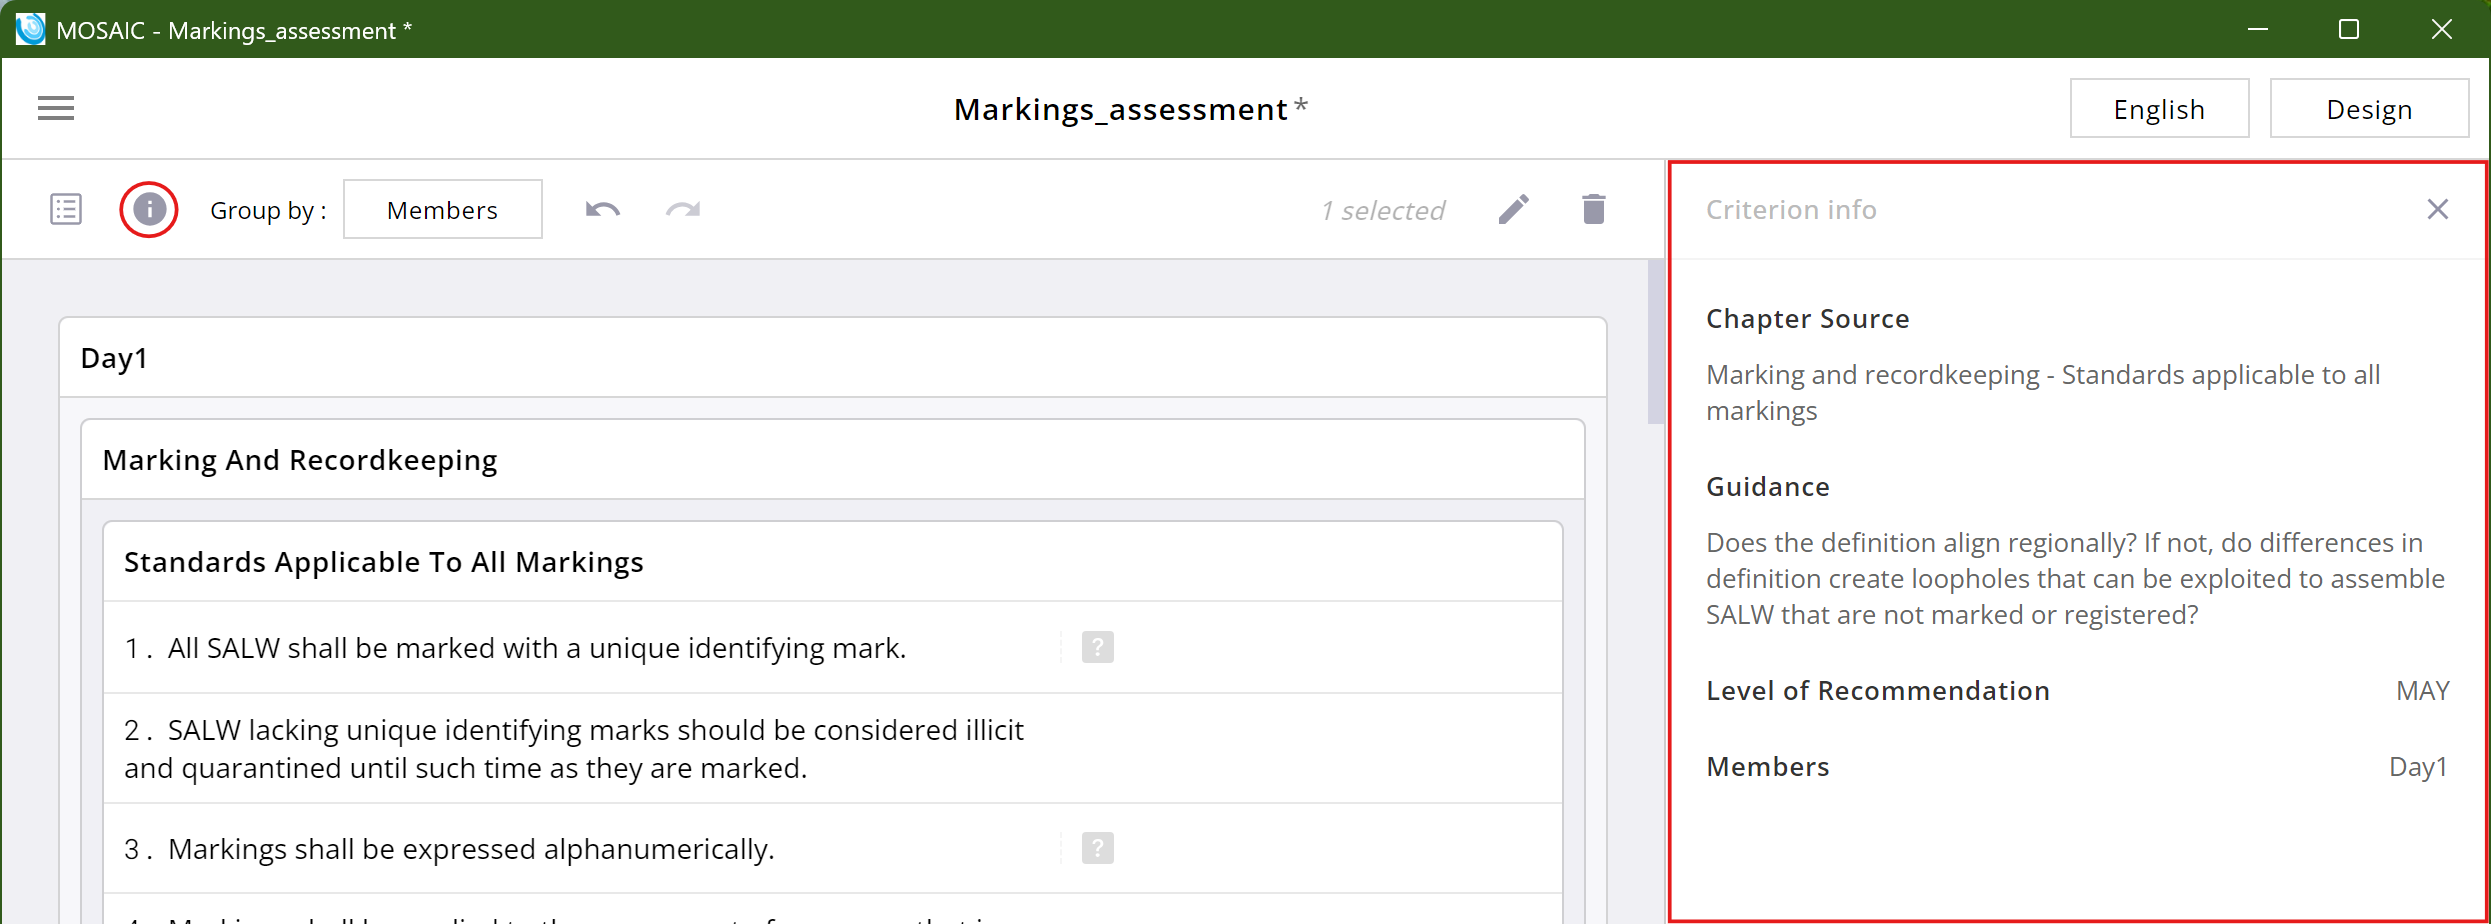 MOSAIC - Markings_assessment *
Markings_assessment *
English
Design
Group by :
Members
1 selected
Criterion info
Day1
Marking And Recordkeeping
Standards Applicable To All Markings
1. All SALW shall be marked with a unique identifying mark.
?
2. SALW lacking unique identifying marks should be considered illicit
and quarantined until such time as they are marked.
3. Markings shall be expressed alphanumerically.
?
Chapter Source
Marking and recordkeeping - Standards applicable to all
markings
Guidance
Does the definition align regionally? If not, do differences in
definition create loopholes that can be exploited to assemble
SALW that are not marked or registered?
Level of Recommendation
MAY
Members
Day1